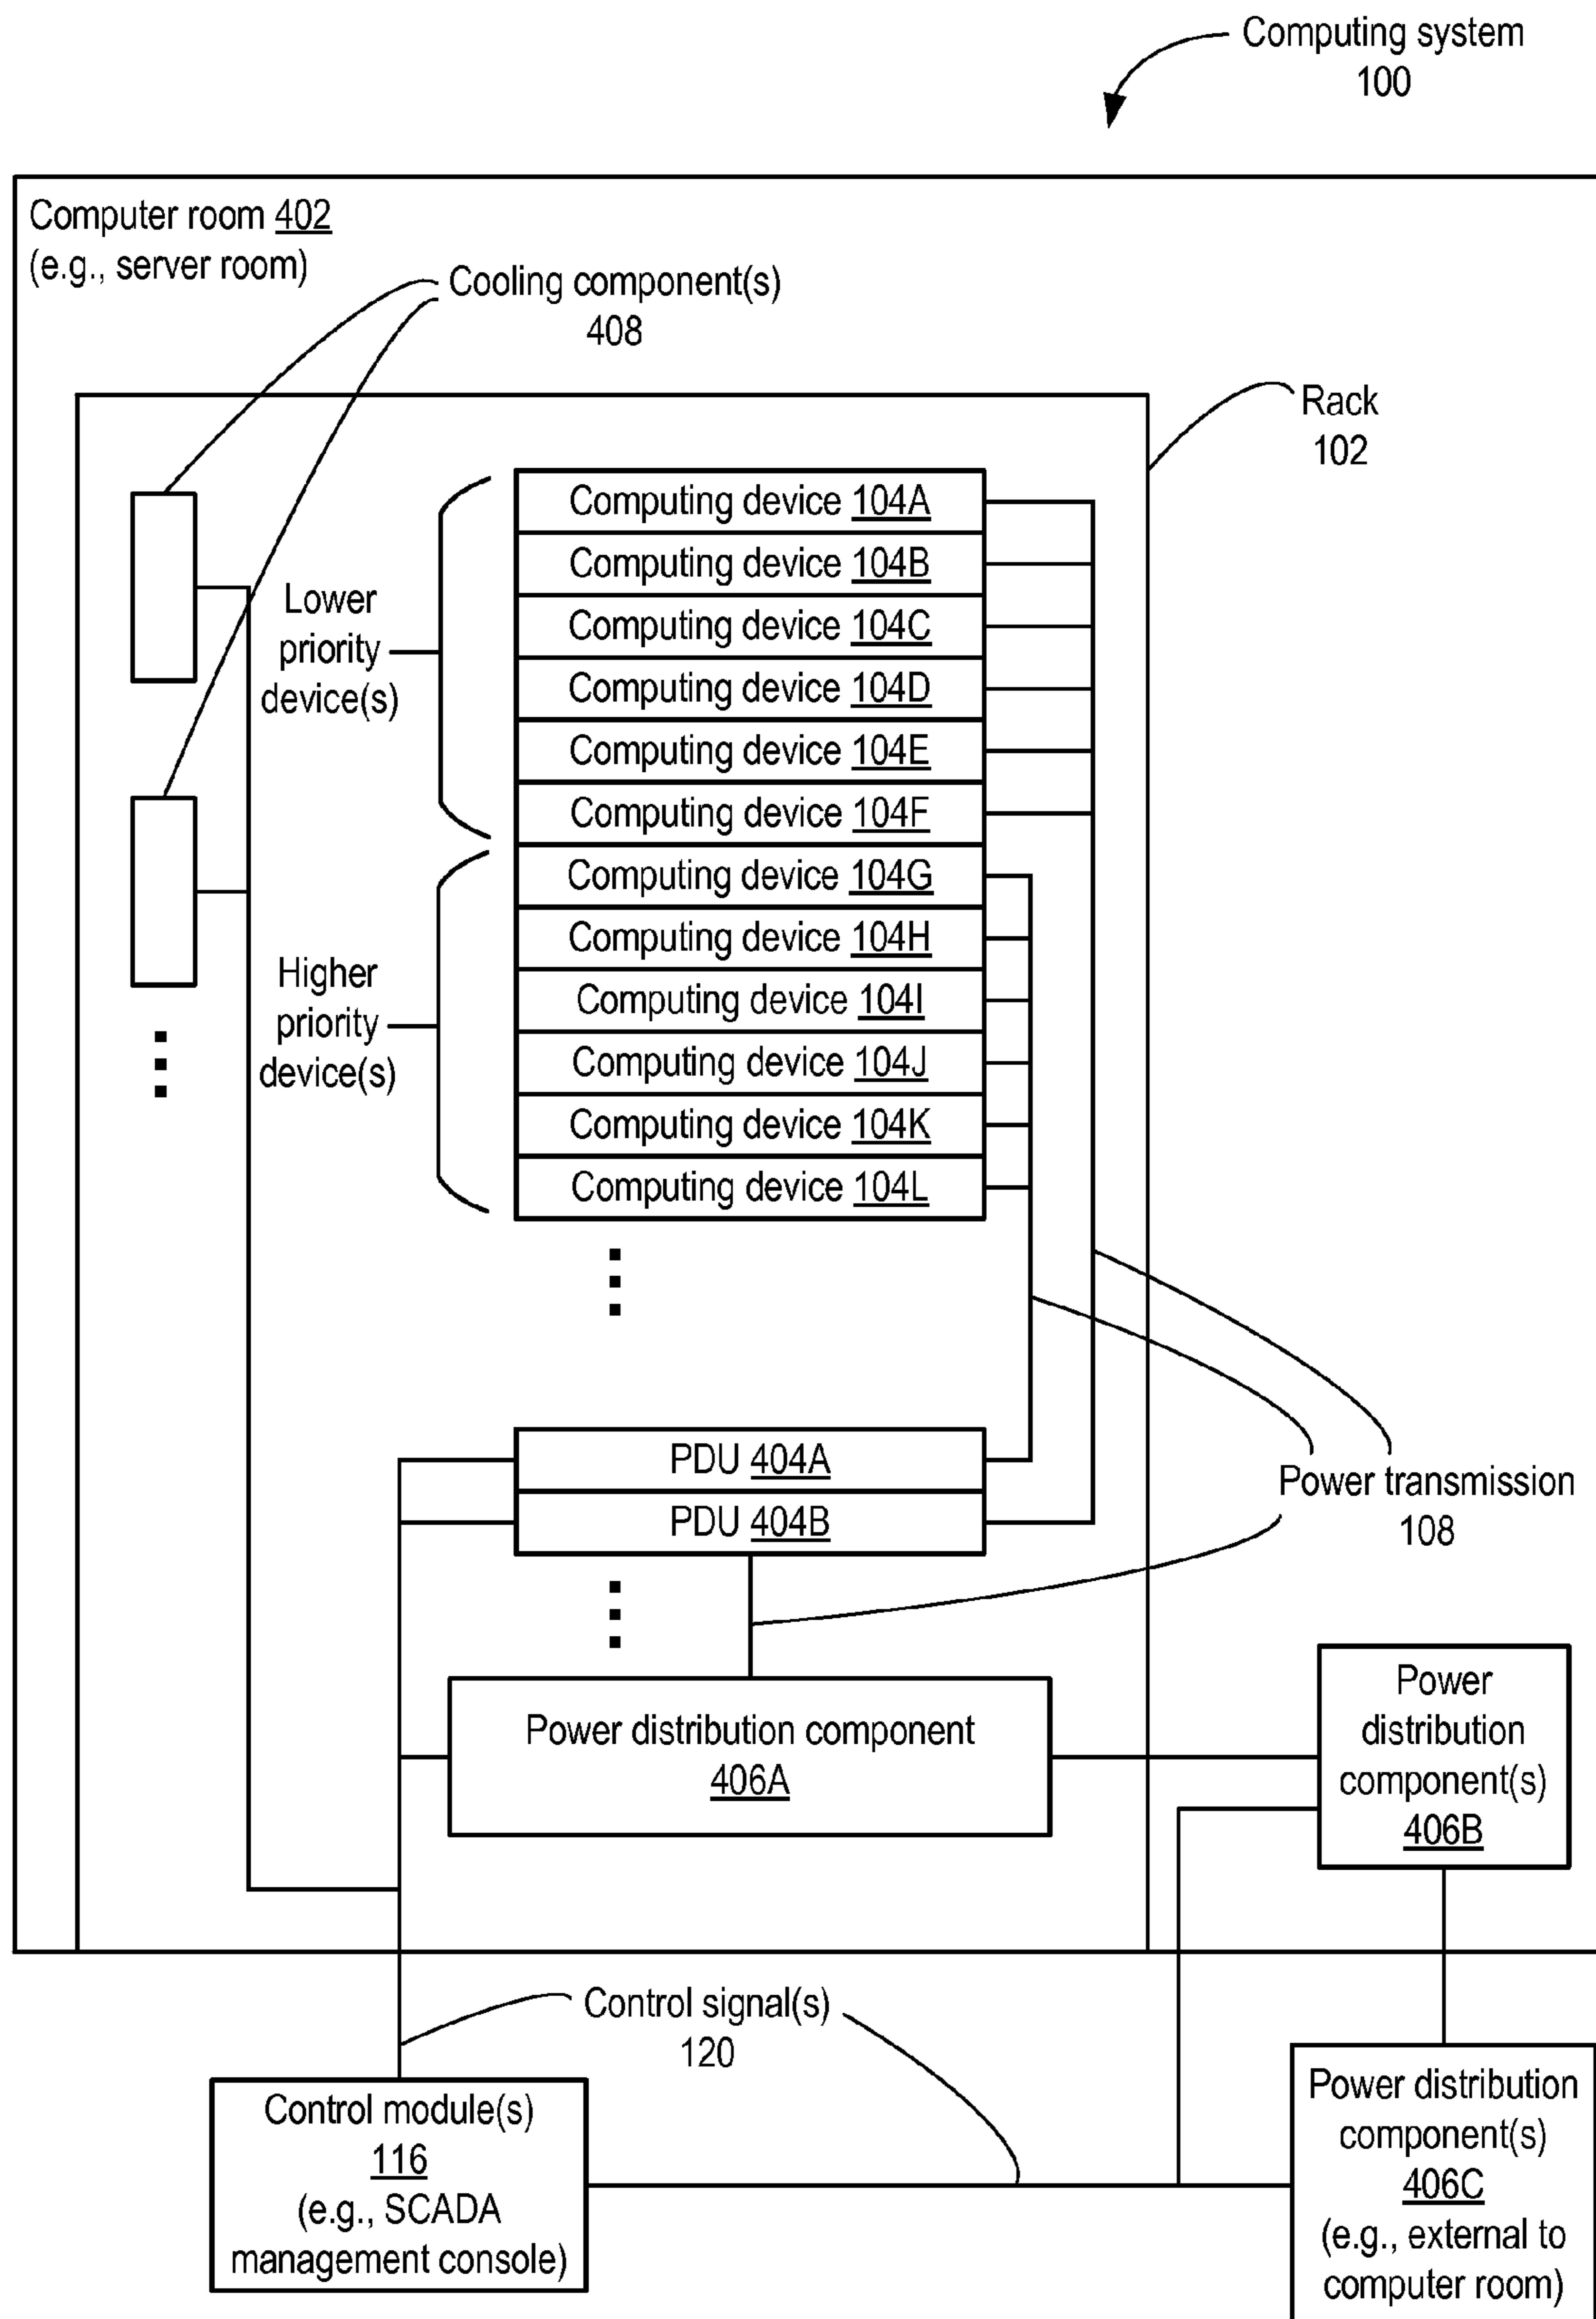 Computing system
100
Computer room 402
(e.g., server room)
Cooling component(s)
408
Rack
102
Computing device 104A
Computing device 104B
Computing device 104C
Computing device 104D
Computing device 104E
Computing device 104F
Lower
priority
device(s)
Computing device 104G
Computing device 104H
Computing device 104I
Computing device 104J
Computing device 104K
Computing device 104L
Higher
priority
device(s)
PDU 404A
PDU 404B
Power transmission
108
Power distribution component
406A
Power
distribution
component(s)
406B
Control signal(s)
120
Control module(s)
116
(e.g., SCADA
management console)
Power distribution
component(s)
406C
(e.g., external to
computer room)